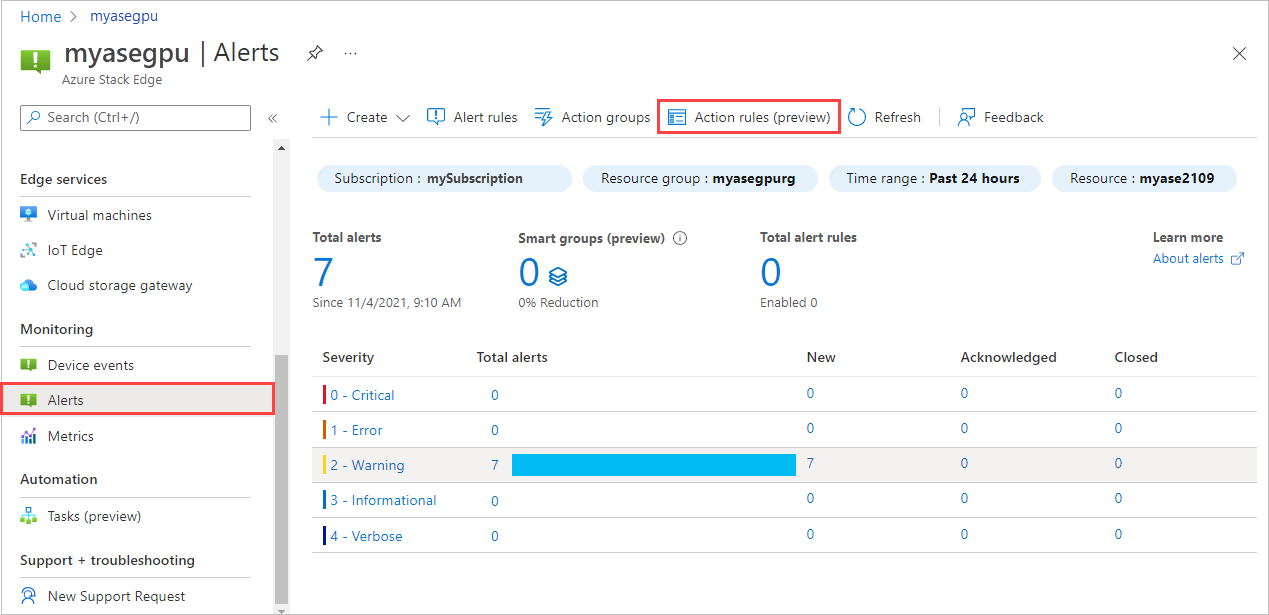 Home > myasegpu
myasegpu | Alerts ...
Azure Stack Edge
Search (Ctrl+/)
«
Edge services
Virtual machines
IoT Edge
Cloud storage gateway
Monitoring
Device events
Alerts
Metrics
Automation
Tasks (preview)
Support + troubleshooting
New Support Request
Create Alert rules Action groups Action rules (preview) Refresh Feedback
Subscription : mySubscription Resource group : myasegpurg Time range : Past 24 hours Resource : myase2109
Total alerts Smart groups (preview) Total alert rules Learn more
7 0 0 About alerts
Since 11/4/2021, 9:10 AM 0% Reduction Enabled 0
Severity Total alerts New Acknowledged Closed
0 - Critical 0 0 0 0
1 - Error 0 0 0 0
2 - Warning 7 7 0 0
3 - Informational 0 0 0 0
4 - Verbose 0 0 0 0